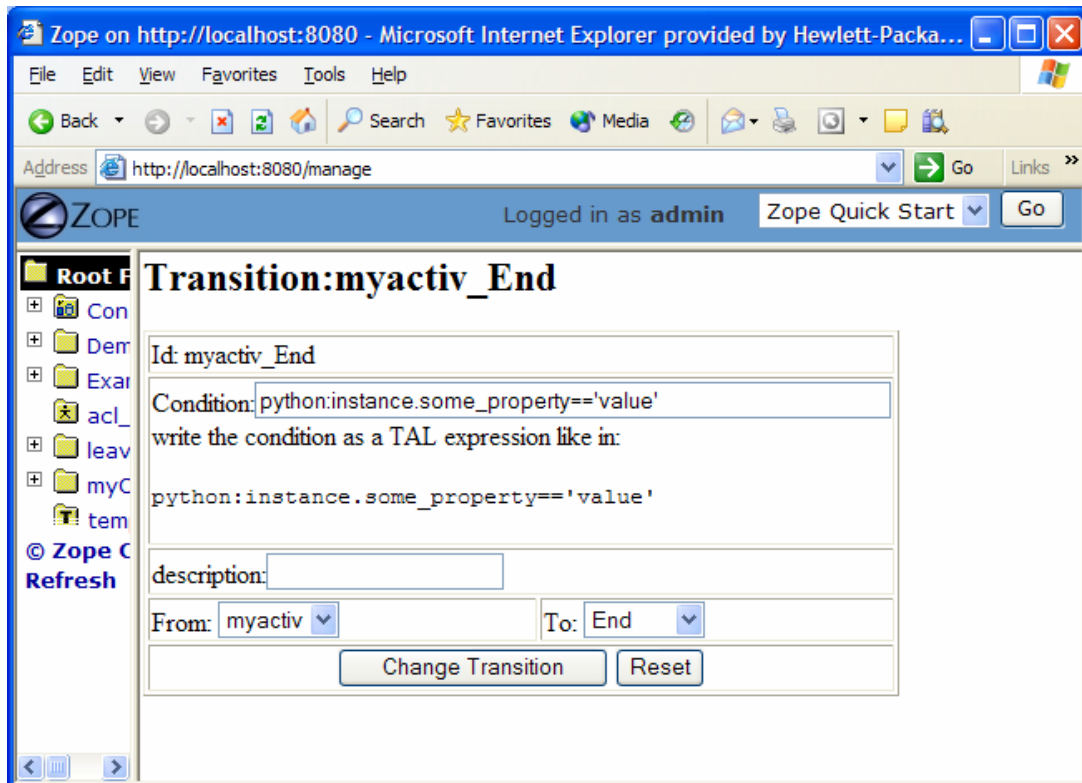 Zope on http://localhost:8080 - Microsoft Internet Explorer provided by Hewlett-Packa...
File Edit View Favorites Tools Help
Back Search Favorites Media
Address http://localhost:8080/manage Go Links »
ZOPE Logged in as admin Zope Quick Start Go
Root F
Con
Dem
Exar
acl_
leav
myC
tem
© Zope C
Refresh
Transition:myactiv_End
Id: myactiv_End
Condition: python:instance.some_property=='value'
write the condition as a TAL expression like in:
python:instance.some_property=='value'
description:
From: myactiv To: End
Change Transition Reset